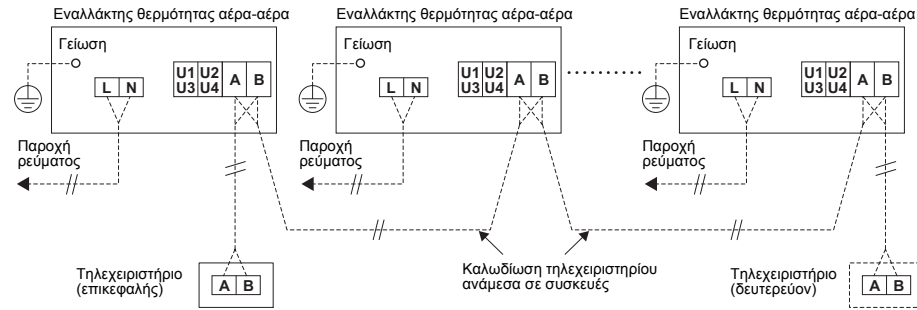 Εναλλάκτης θερμότητας αέρα-αέρα
Γείωση
U1 U2 A B
U3 U4
L N
Παροχή
ρεύματος
Εναλλάκτης θερμότητας αέρα-αέρα
Γείωση
U1 U2 A B
U3 U4
L N
Παροχή
ρεύματος
Εναλλάκτης θερμότητας αέρα-αέρα
Γείωση
U1 U2 A B
U3 U4
L N
Παροχή
ρεύματος
Τηλεχειριστήριο
(επικεφαλής)
A B
Καλωδίωση τηλεχειριστηρίου
ανάμεσα σε συσκευές
Τηλεχειριστήριο
(δευτερεύον)
A B